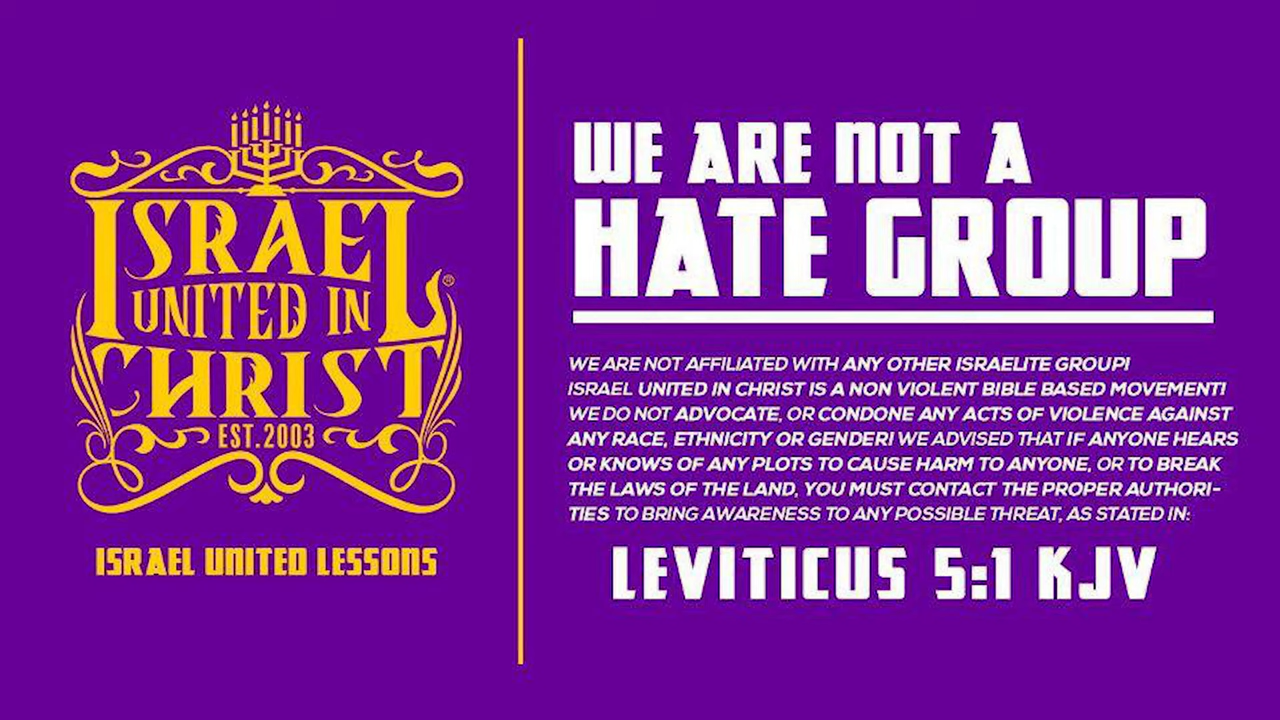 ISRAEL
UNITED IN
CHRIST
®
EST. 2003
ISRAEL UNITED LESSONS
WE ARE NOT A
HATE GROUP
WE ARE NOT AFFILIATED WITH ANY OTHER ISRAELITE GROUP!
ISRAEL UNITED IN CHRIST IS A NON VIOLENT BIBLE BASED MOVEMENT!
WE DO NOT ADVOCATE, OR CONDONE ANY ACTS OF VIOLENCE AGAINST
ANY RACE, ETHNICITY OR GENDER! WE ADVISED THAT IF ANYONE HEARS
OR KNOWS OF ANY PLOTS TO CAUSE HARM TO ANYONE, OR TO BREAK
THE LAWS OF THE LAND, YOU MUST CONTACT THE PROPER AUTHORI-
TIES TO BRING AWARENESS TO ANY POSSIBLE THREAT, AS STATED IN:
LEVITICUS 5:1 KJV